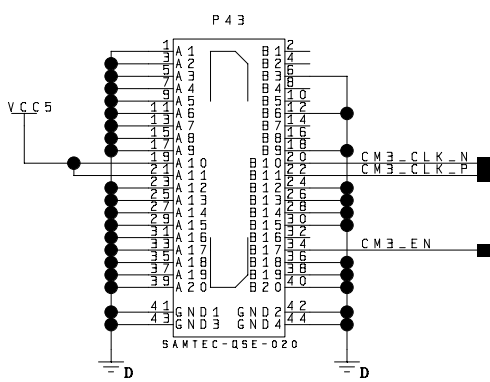 P43
1 A1 B1 2
3 A2 B2 4
5 A3 B3 6
7 A4 B4 8
9 A5 B5 10
11 A6 B6 12
13 A7 B7 14
15 A8 B8 16
17 A9 B9 18
VCC5
19 A10 B10 20 CM3_CLK_N
21 A11 B11 22 CM3_CLK_P
23 A12 B12 24
25 A13 B13 26
27 A14 B14 28
29 A15 B15 30
31 A16 B16 32
33 A17 B17 34 CM3_EN
35 A18 B18 36
37 A19 B19 38
39 A20 B20 40
41 GND1 GND2 42
43 GND3 GND4 44
SAMTEC-QSE-020
D D